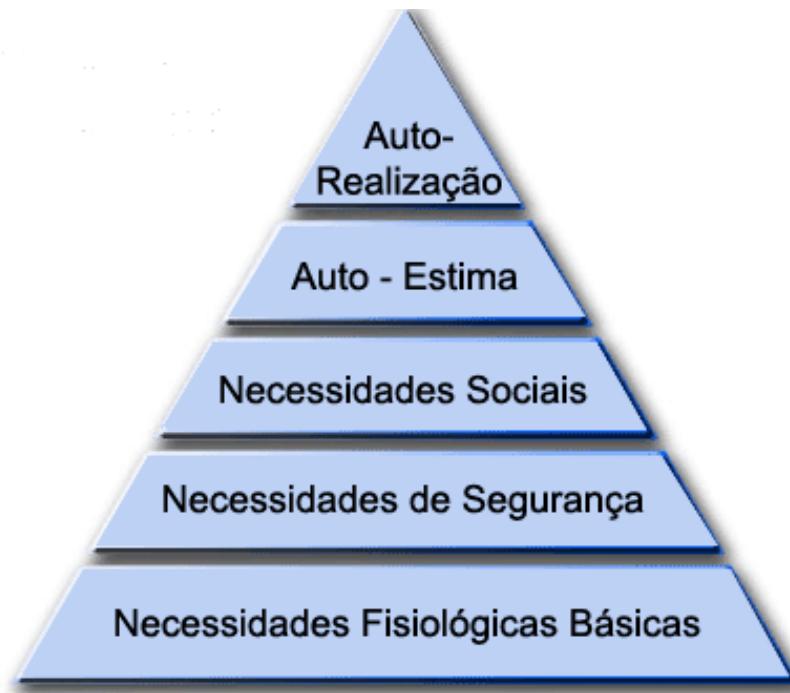 Auto-
Realização
Auto - Estima
Necessidades Sociais
Necessidades de Segurança
Necessidades Fisiológicas Básicas